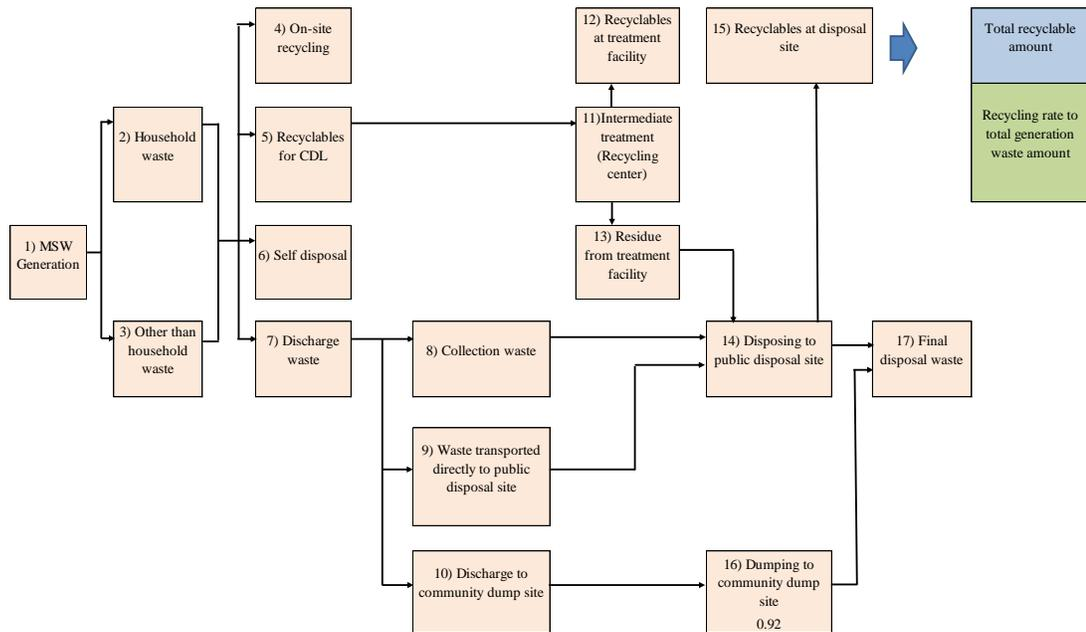 4) On-site
recycling
12) Recyclables
at treatment
facility
15) Recyclables at disposal
site
Total recyclable
amount
2) Household
waste
5) Recyclables
for CDL
11)Intermediate
treatment
(Recycling
center)
Recycling rate to
total generation
waste amount
1) MSW
Generation
6) Self disposal
13) Residue
from treatment
facility
3) Other than
household
waste
7) Discharge
waste
8) Collection waste
14) Disposing to
public disposal site
17) Final
disposal waste
9) Waste transported
directly to public
disposal site
10) Discharge to
community dump site
16) Dumping to
community dump
site
0.92